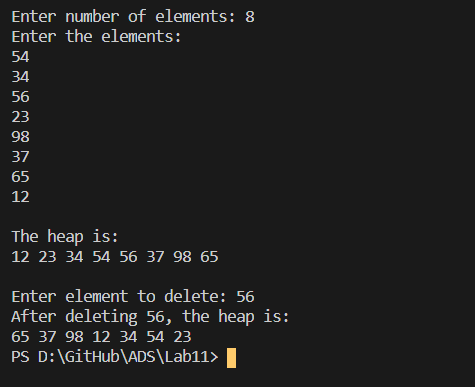 Enter number of elements: 8
Enter the elements:
54
34
56
23
98
37
65
12
The heap is:
12 23 34 54 56 37 98 65
Enter element to delete: 56
After deleting 56, the heap is:
65 37 98 12 34 54 23
PS D:\GitHub\ADS\Lab11>